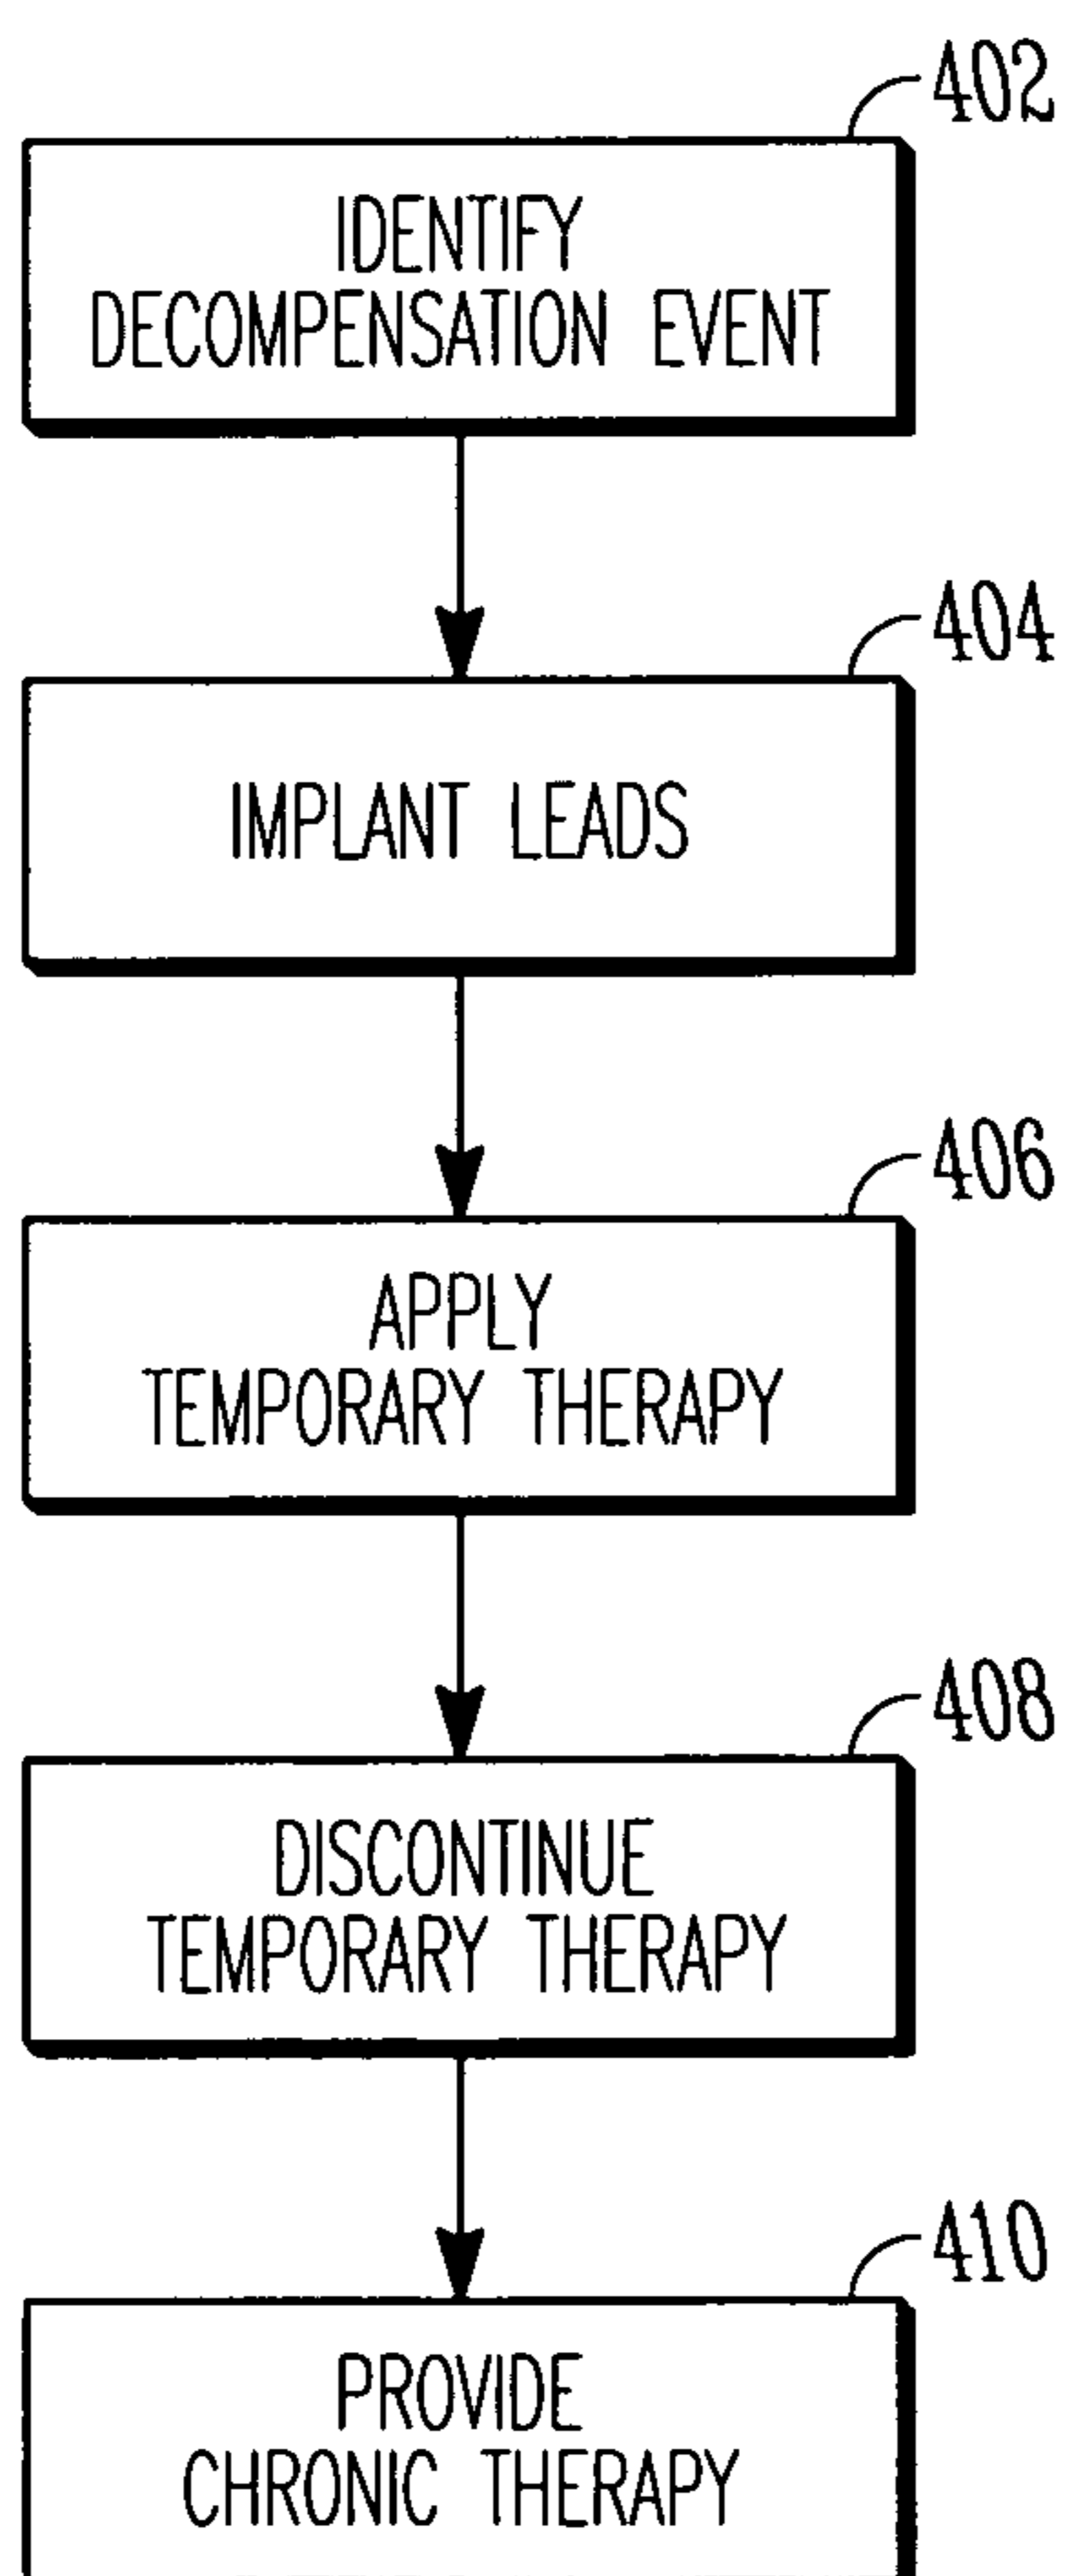 402
IDENTIFY
DECOMPENSATION EVENT
404
IMPLANT LEADS
406
APPLY
TEMPORARY THERAPY
408
DISCONTINUE
TEMPORARY THERAPY
410
PROVIDE
CHRONIC THERAPY